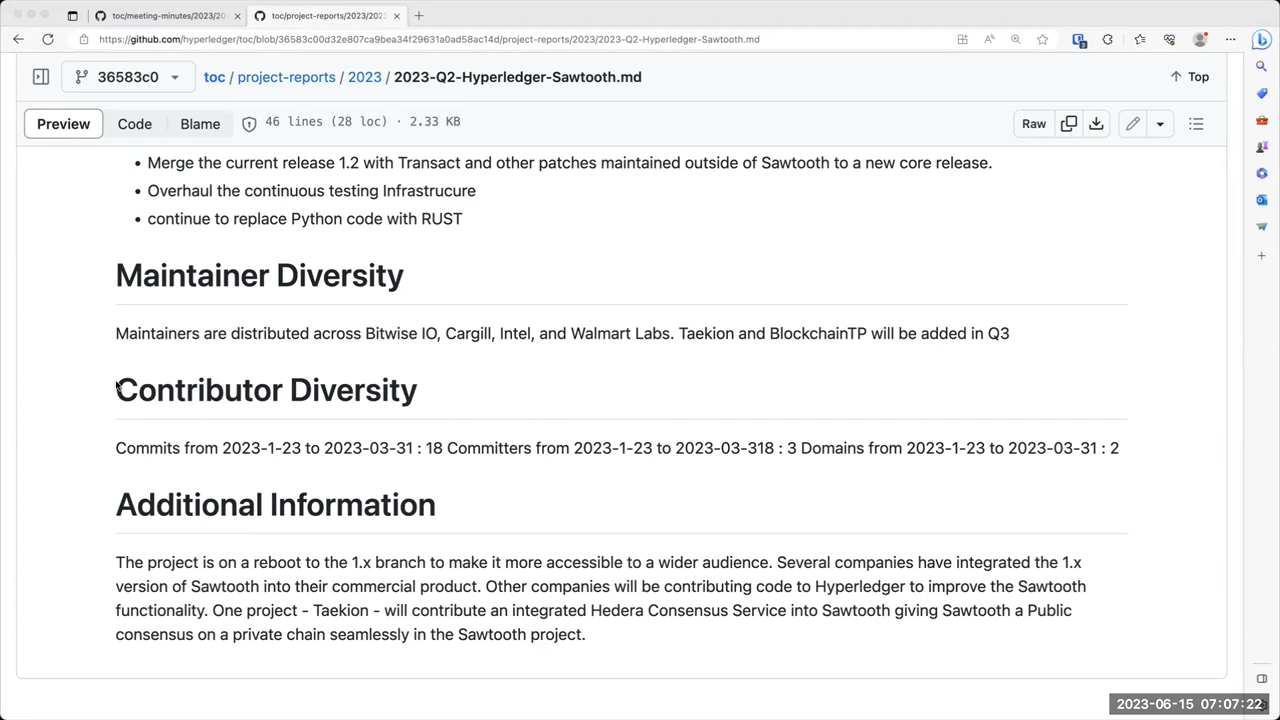 toc/meeting-minutes/2023/20
toc/project-reports/2023/202
https://github.com/hyperledger/toc/blob/36583c00d32e807ca9bea34f29631a0ad58ac14d/project-reports/2023/2023-Q2-Hyperledger-Sawtooth.md
36583c0
toc / project-reports / 2023 / 2023-Q2-Hyperledger-Sawtooth.md
Top
Preview Code Blame 46 lines (28 loc) · 2.33 KB
Raw
• Merge the current release 1.2 with Transact and other patches maintained outside of Sawtooth to a new core release.
• Overhaul the continuous testing Infrastrucure
• continue to replace Python code with RUST
Maintainer Diversity
Maintainers are distributed across Bitwise IO, Cargill, Intel, and Walmart Labs. Taekion and BlockchainTP will be added in Q3
Contributor Diversity
Commits from 2023-1-23 to 2023-03-31 : 18 Committers from 2023-1-23 to 2023-03-318 : 3 Domains from 2023-1-23 to 2023-03-31 : 2
Additional Information
The project is on a reboot to the 1.x branch to make it more accessible to a wider audience. Several companies have integrated the 1.x
version of Sawtooth into their commercial product. Other companies will be contributing code to Hyperledger to improve the Sawtooth
functionality. One project - Taekion - will contribute an integrated Hedera Consensus Service into Sawtooth giving Sawtooth a Public
consensus on a private chain seamlessly in the Sawtooth project.
2023-06-15 07:07:22